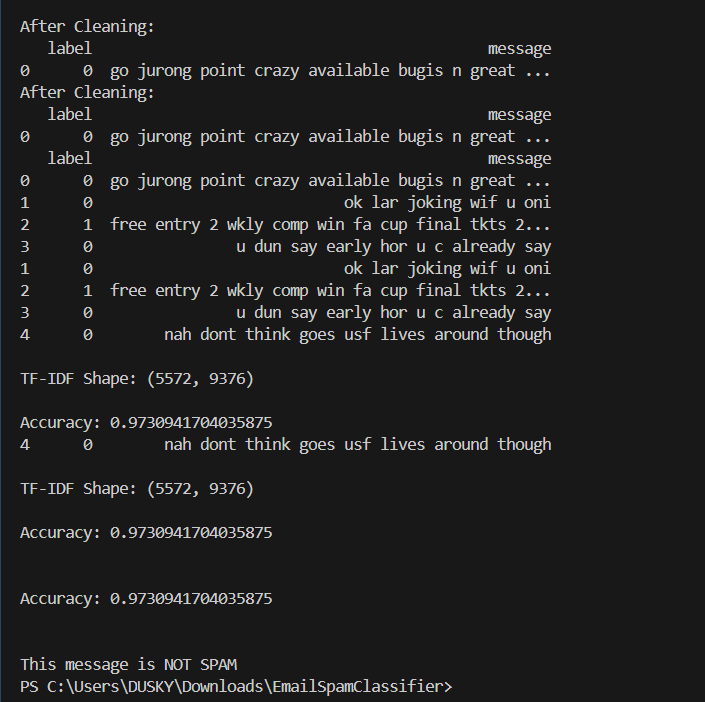 After Cleaning:
   label                                            message
0      0  go jurong point crazy available bugis n great ...
After Cleaning:
   label                                            message
0      0  go jurong point crazy available bugis n great ...
   label                                            message
0      0  go jurong point crazy available bugis n great ...
1      0                            ok lar joking wif u oni
2      1  free entry 2 wkly comp win fa cup final tkts 2...
3      0                u dun say early hor u c already say
1      0                            ok lar joking wif u oni
2      1  free entry 2 wkly comp win fa cup final tkts 2...
3      0                u dun say early hor u c already say
4      0        nah dont think goes usf lives around though
TF-IDF Shape: (5572, 9376)
Accuracy: 0.9730941704035875
4      0        nah dont think goes usf lives around though
TF-IDF Shape: (5572, 9376)
Accuracy: 0.9730941704035875
Accuracy: 0.9730941704035875
This message is NOT SPAM
PS C:\Users\DUSKY\Downloads\EmailSpamClassifier>